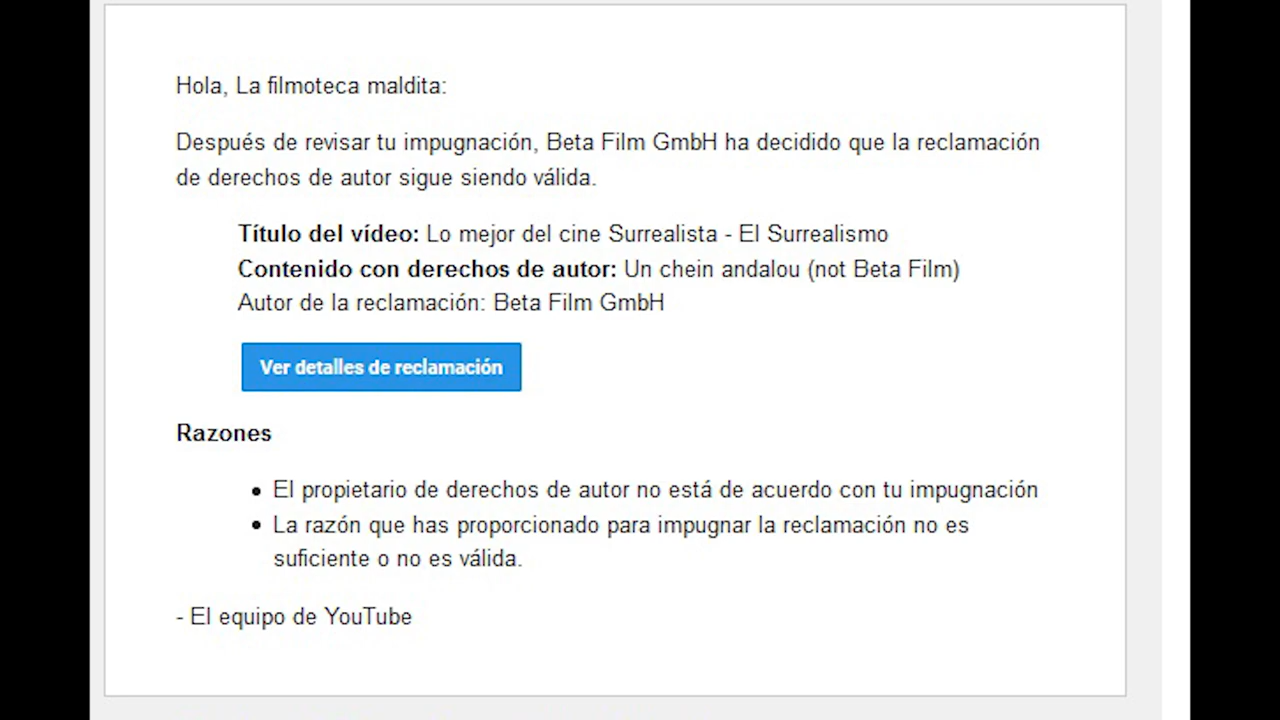 Hola, La filmoteca maldita:
Después de revisar tu impugnación, Beta Film GmbH ha decidido que la reclamación
de derechos de autor sigue siendo válida.
Título del vídeo: Lo mejor del cine Surrealista - El Surrealismo
Contenido con derechos de autor: Un chein andalou (not Beta Film)
Autor de la reclamación: Beta Film GmbH
Ver detalles de reclamación
Razones
• El propietario de derechos de autor no está de acuerdo con tu impugnación
• La razón que has proporcionado para impugnar la reclamación no es
suficiente o no es válida.
- El equipo de YouTube